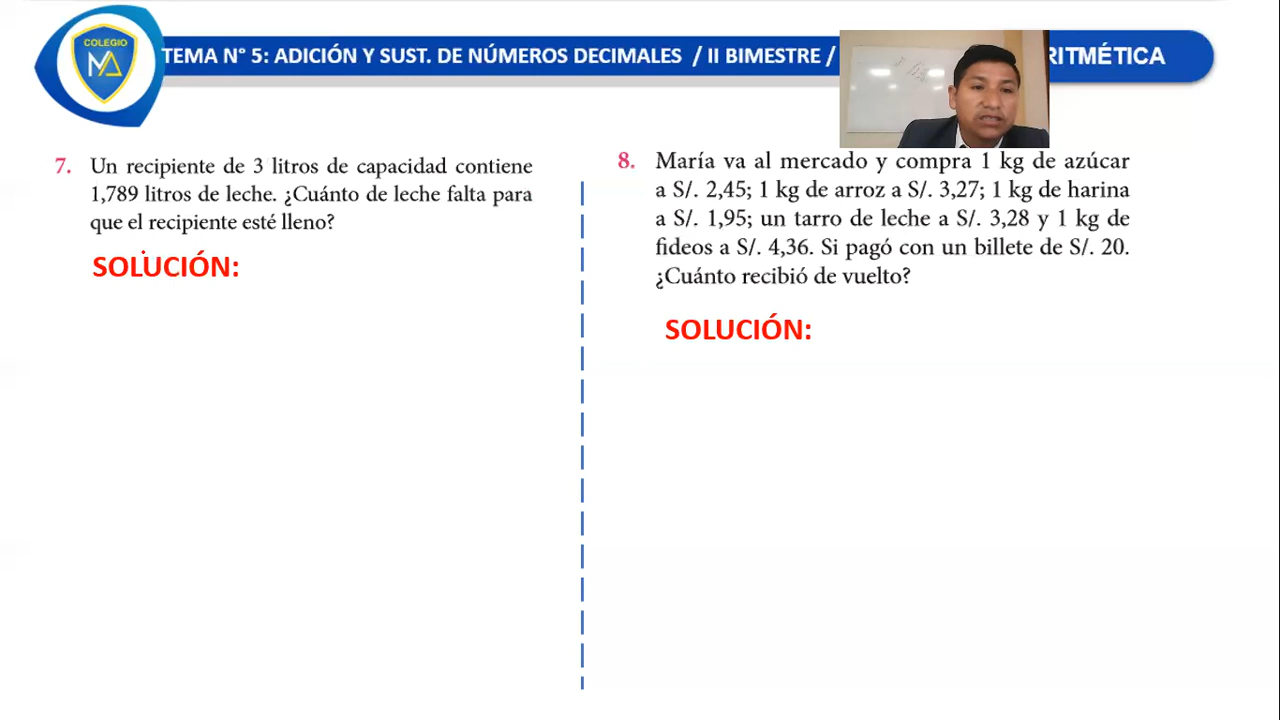 COLEGIO
TEMA N° 5: ADICIÓN Y SUST. DE NÚMEROS DECIMALES / II BIMESTRE /
RITMÉTICA
7. Un recipiente de 3 litros de capacidad contiene
1,789 litros de leche. ¿Cuánto de leche falta para
que el recipiente esté lleno?
SOLUCIÓN:
8. María va al mercado y compra 1 kg de azúcar
a S/. 2,45; 1 kg de arroz a S/. 3,27; 1 kg de harina
a S/. 1,95; un tarro de leche a S/. 3,28 y 1 kg de
fideos a S/. 4,36. Si pagó con un billete de S/. 20.
¿Cuánto recibió de vuelto?
SOLUCIÓN: